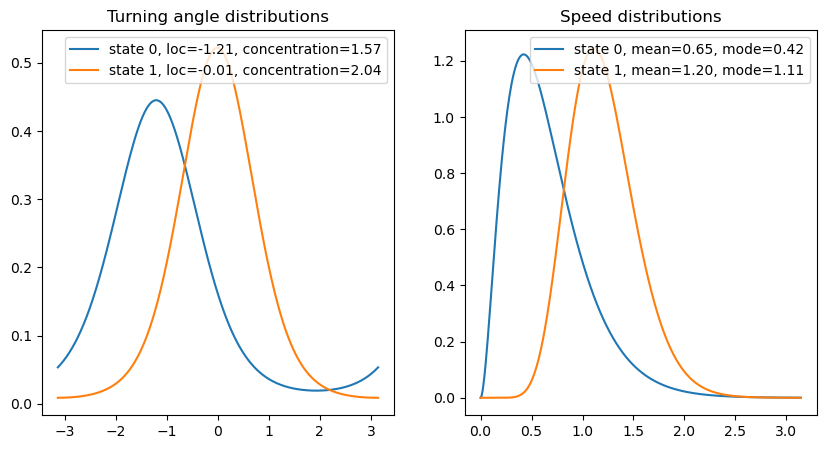 Turning angle distributions
state 0, loc=-1.21, concentration=1.57
state 1, loc=-0.01, concentration=2.04
0.5
0.4
0.3
0.2
0.1
0.0
−3 −2 −1 0 1 2 3
Speed distributions
state 0, mean=0.65, mode=0.42
state 1, mean=1.20, mode=1.11
1.2
1.0
0.8
0.6
0.4
0.2
0.0
0.0 0.5 1.0 1.5 2.0 2.5 3.0